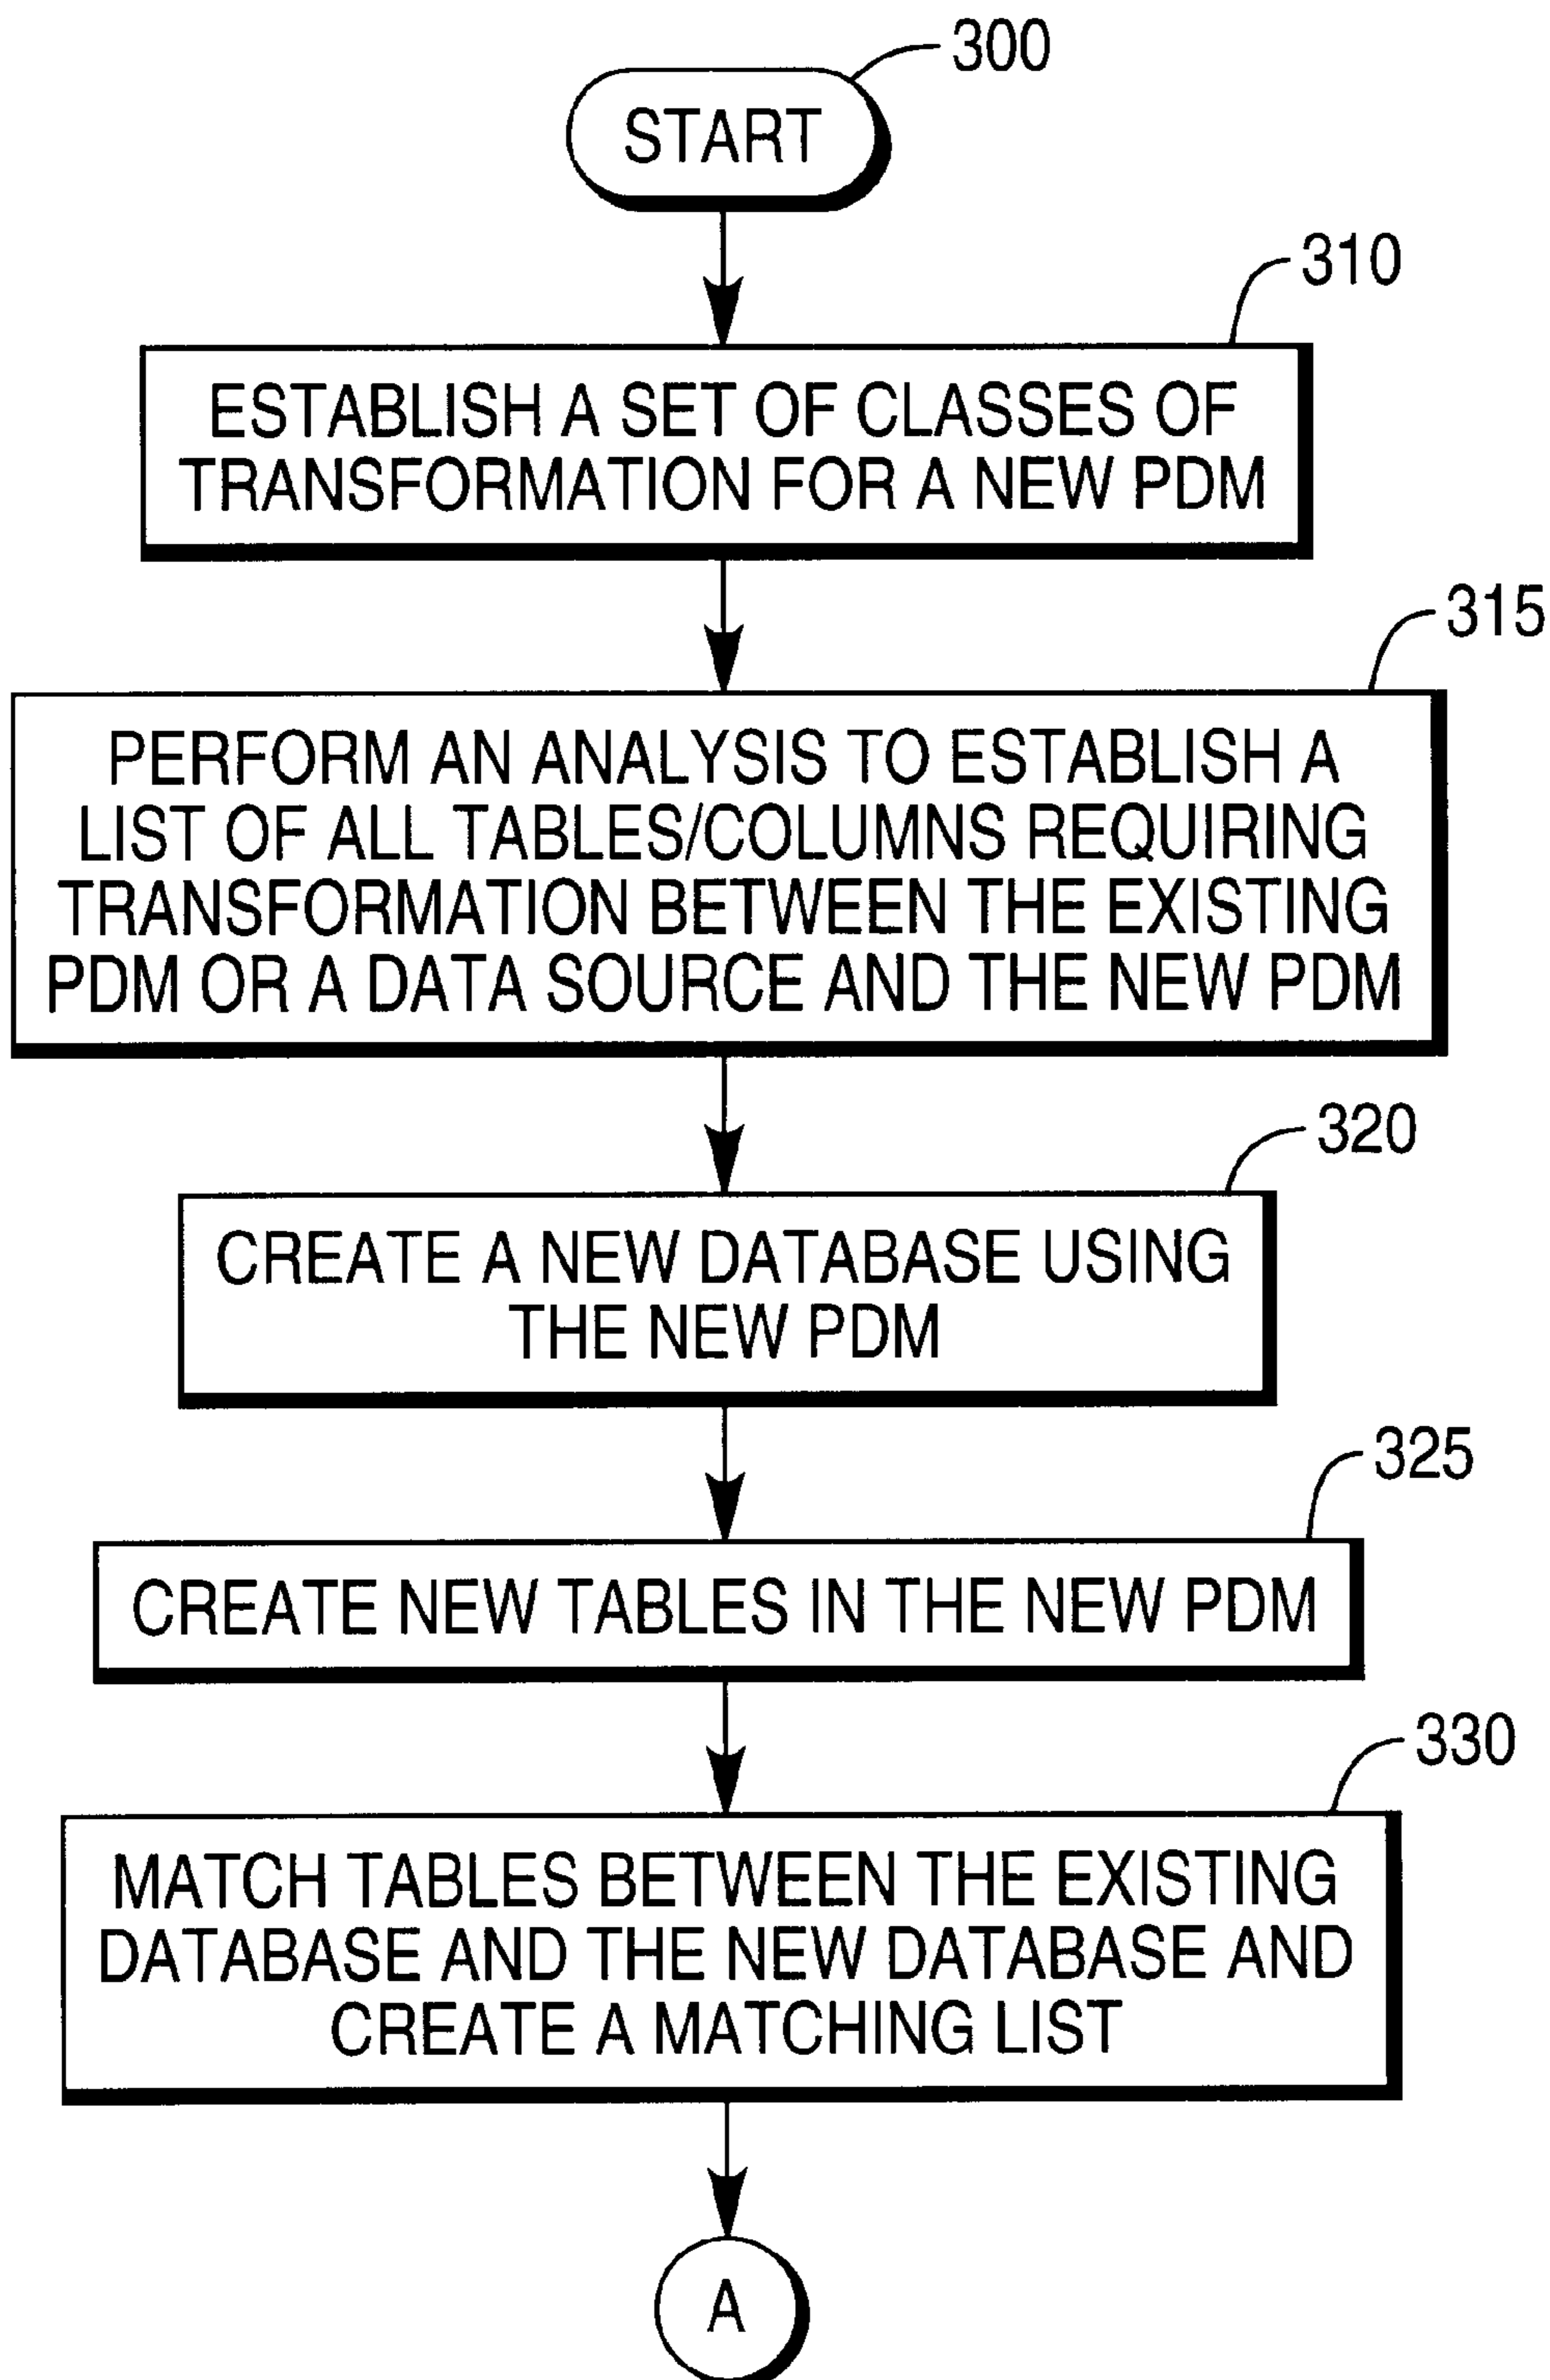 300
START
310
ESTABLISH A SET OF CLASSES OF
TRANSFORMATION FOR A NEW PDM
315
PERFORM AN ANALYSIS TO ESTABLISH A
LIST OF ALL TABLES/COLUMNS REQUIRING
TRANSFORMATION BETWEEN THE EXISTING
PDM OR A DATA SOURCE AND THE NEW PDM
320
CREATE A NEW DATABASE USING
THE NEW PDM
325
CREATE NEW TABLES IN THE NEW PDM
330
MATCH TABLES BETWEEN THE EXISTING
DATABASE AND THE NEW DATABASE AND
CREATE A MATCHING LIST
A